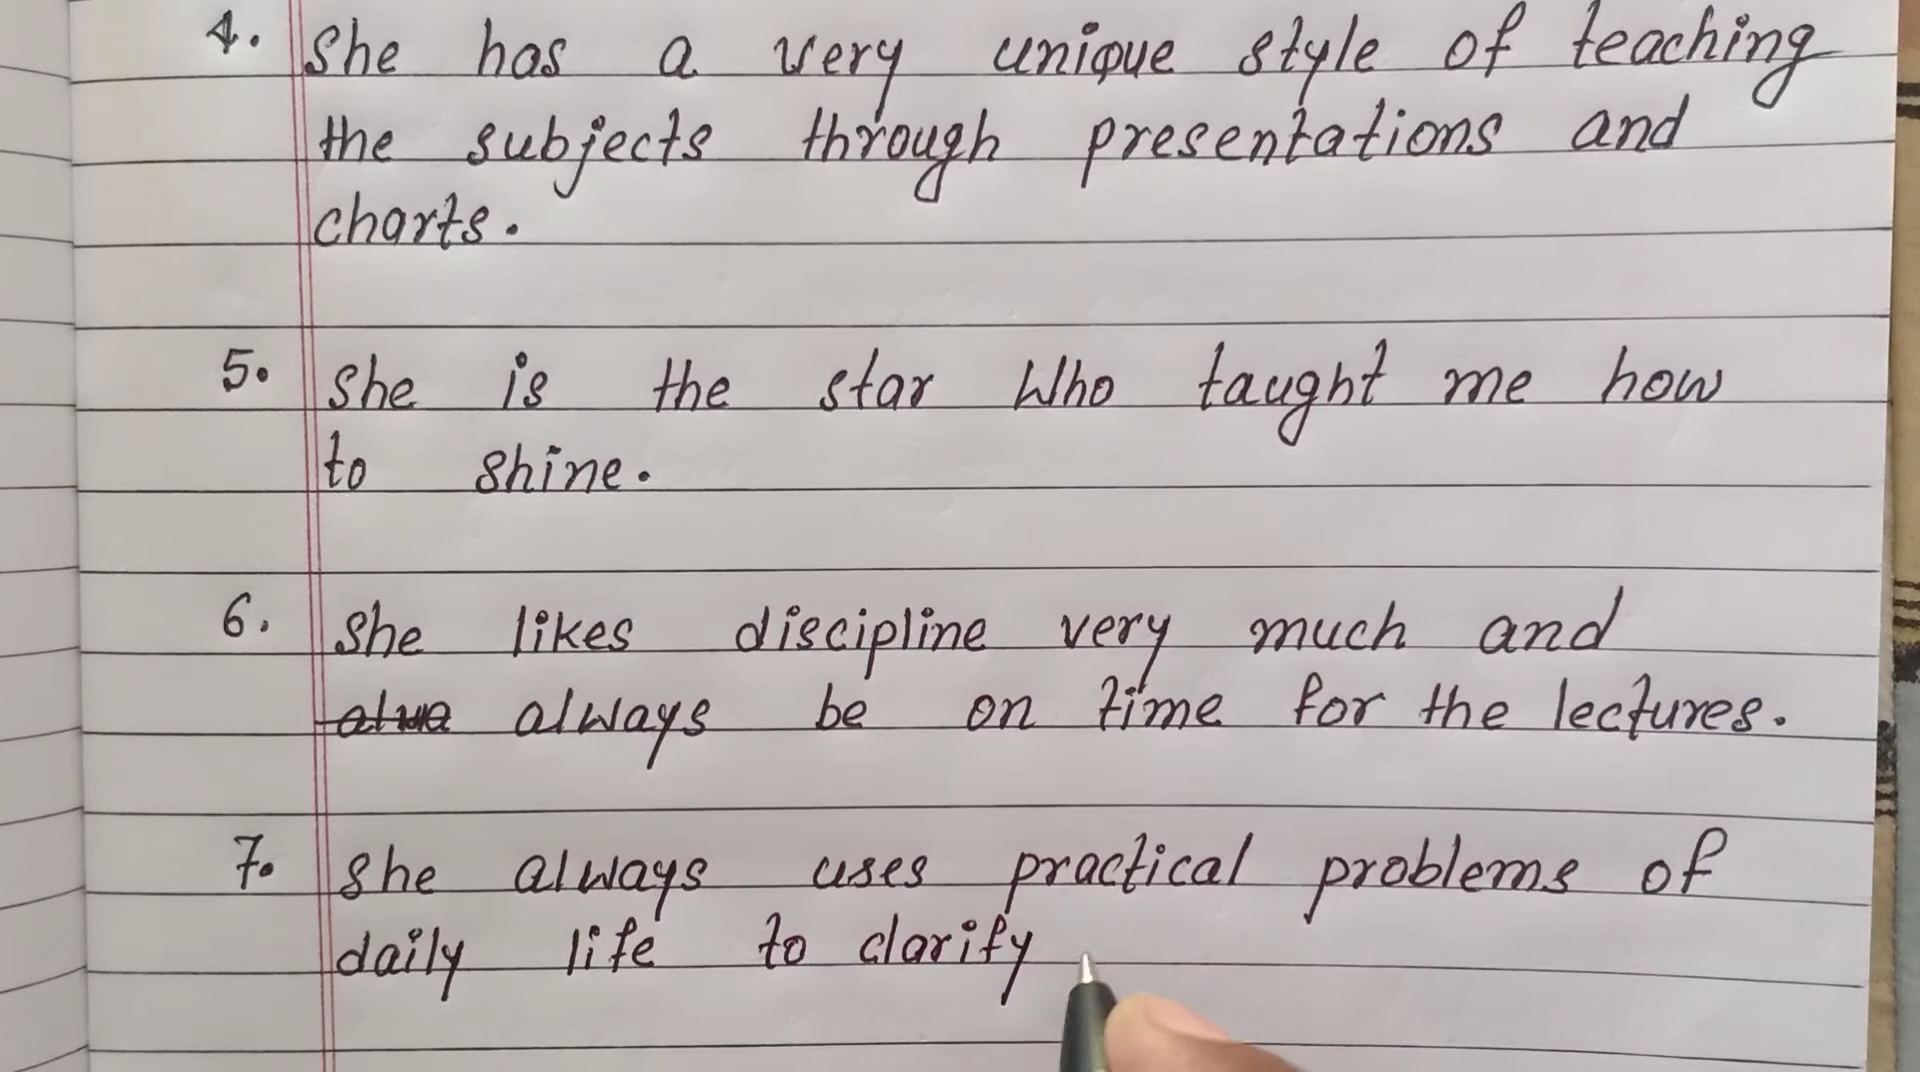 4. She has a very unique style of teaching
the subjects through presentations and
charts.
5. She is the star Who taught me how
to shine.
6. She likes discipline very much and
alwa always be on time for the lectures.
7. She always uses practical problems of
daily life to clarify